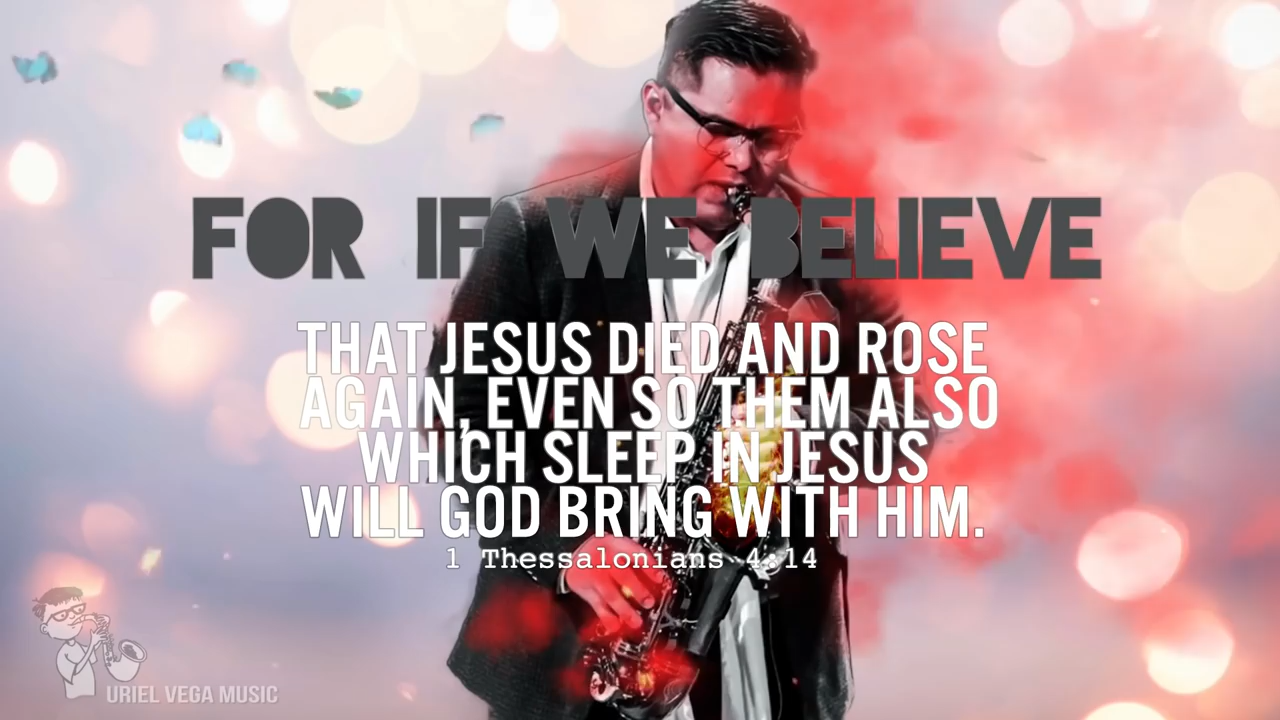 FOR IF WE BELIEVE
THAT JESUS DIED AND ROSE
AGAIN, EVEN SO THEM ALSO
WHICH SLEEP IN JESUS
WILL GOD BRING WITH HIM.
1 Thessalonians 4:14
URIEL VEGA MUSIC